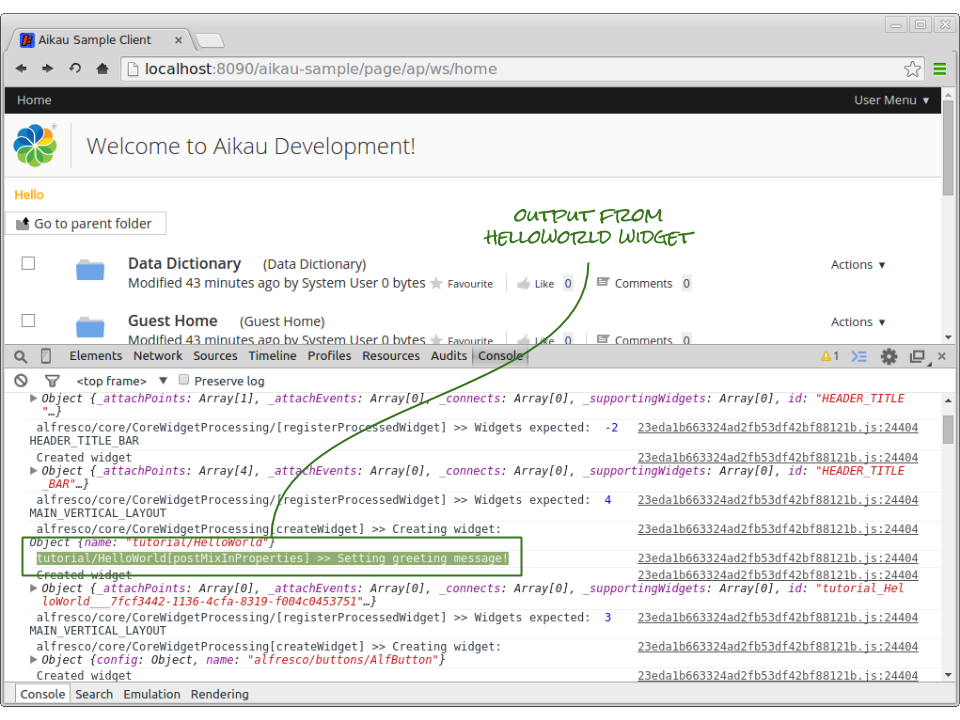 Aikau Sample Client
localhost:8090/aikau-sample/page/ap/ws/home
Home User Menu ▼
Welcome to Aikau Development!
Hello
Go to parent folder
OUTPUT FROM
HELLOWORLD WIDGET
Data Dictionary (Data Dictionary) Actions ▼
Modified 43 minutes ago by System User 0 bytes Favourite Like 0 Comments 0
Guest Home (Guest Home) Actions ▼
Modified 43 minutes ago by System User 0 bytes Favourite Like 0 Comments 0
Elements Network Sources Timeline Profiles Resources Audits Console 1
<top frame> ▼ Preserve log
Object {_attachPoints: Array[1], _attachEvents: Array[0], _connects: Array[0], _supportingWidgets: Array[0], id: "HEADER_TITLE
"…}
alfresco/core/CoreWidgetProcessing/[registerProcessedWidget] >> Widgets expected: -2 23eda1b663324ad2fb53df42bf88121b.js:24404
HEADER_TITLE_BAR
Created widget 23eda1b663324ad2fb53df42bf88121b.js:24404
Object {_attachPoints: Array[4], _attachEvents: Array[0], _connects: Array[0], _supportingWidgets: Array[0], id: "HEADER_TITLE
_BAR"…}
alfresco/core/CoreWidgetProcessing/[registerProcessedWidget] >> Widgets expected: 4 23eda1b663324ad2fb53df42bf88121b.js:24404
MAIN_VERTICAL_LAYOUT
alfresco/core/CoreWidgetProcessing[createWidget] >> Creating widget: 23eda1b663324ad2fb53df42bf88121b.js:24404
Object {name: "tutorial/HelloWorld"}
tutorial/HelloWorld[postMixInProperties] >> Setting greeting message! 23eda1b663324ad2fb53df42bf88121b.js:24404
Created widget 23eda1b663324ad2fb53df42bf88121b.js:24404
Object {_attachPoints: Array[0], _attachEvents: Array[0], _connects: Array[0], _supportingWidgets: Array[0], id: "tutorial_Hel
loWorld___7fcf3442-1136-4cfa-8319-f004c0453751"…}
alfresco/core/CoreWidgetProcessing/[registerProcessedWidget] >> Widgets expected: 3 23eda1b663324ad2fb53df42bf88121b.js:24404
MAIN_VERTICAL_LAYOUT
alfresco/core/CoreWidgetProcessing[createWidget] >> Creating widget: 23eda1b663324ad2fb53df42bf88121b.js:24404
Object {config: Object, name: "alfresco/buttons/AlfButton"}
Created widget 23eda1b663324ad2fb53df42bf88121b.js:24404
Console Search Emulation Rendering